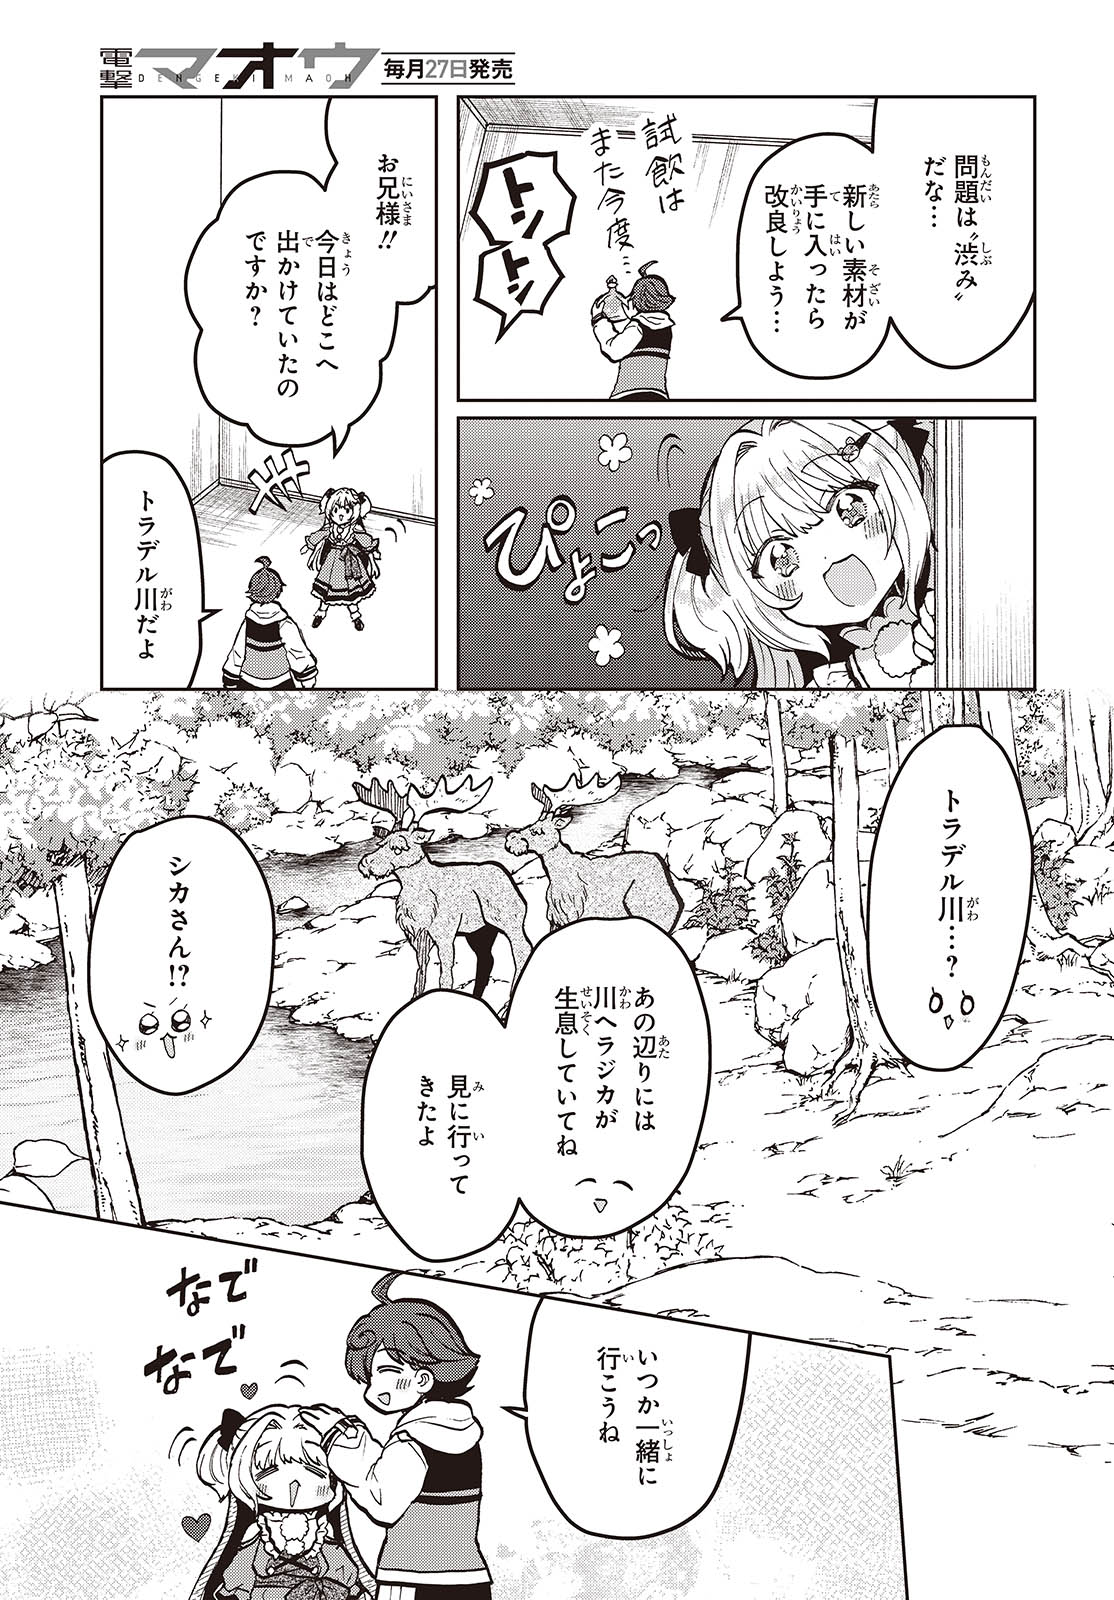 電撃マオウ
DENGEKI MAOH
毎月27日発売
問題は〝渋み〟
だな…
新しい素材が
手に入ったら
改良しよう…
試飲は
また今度…
トントン
ぴょこっ
お兄様!!
今日はどこへ
出かけていたの
ですか?
トラデル川だよ
トラデル川…?
あの辺りには
川ヘラジカが
生息していてね
見に行って
きたよ
シカさん!?
いつか一緒に
行こうね
なでなで